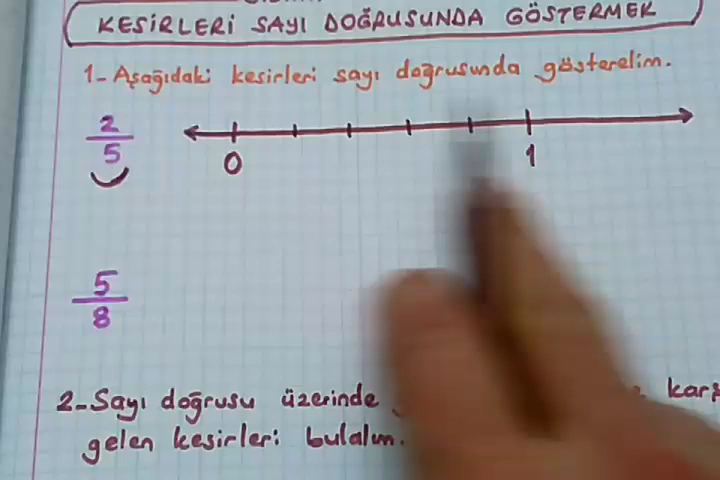 KESİRLERİ SAYI DOĞRUSUNDA GÖSTERMEK
1- Aşağıdaki kesirleri sayı doğrusunda gösterelim.
2/5
0 1
5/8
2- Sayı doğrusu üzerinde
gelen kesirleri bulalım.